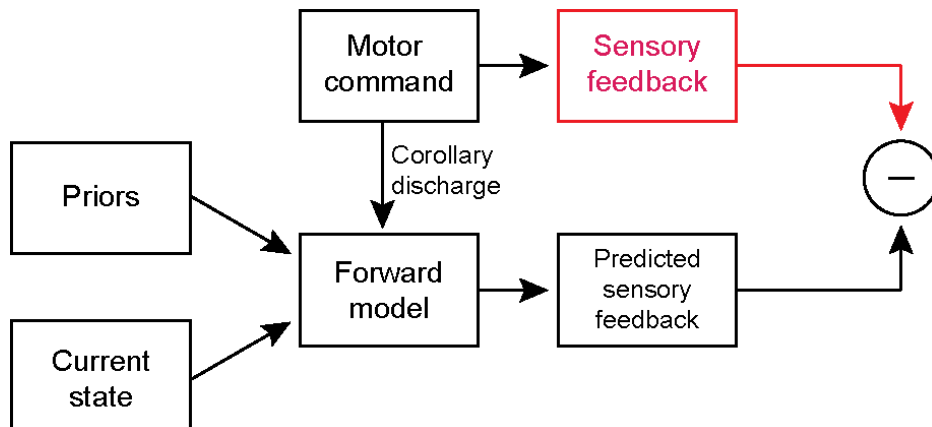 Motor
command
Sensory
feedback
Corollary
discharge
Priors
Forward
model
Predicted
sensory
feedback
Current
state